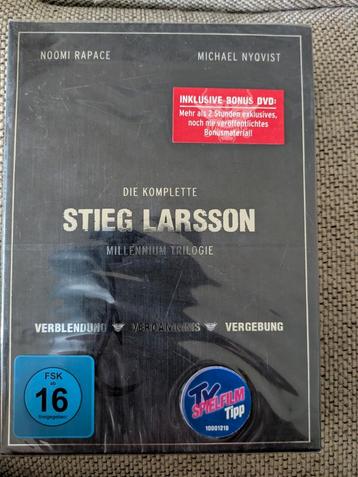 NOOMI RAPACE MICHAEL NYQVIST
INKLUSIVE BONUS DVD:
Mehr als 2 Stunden exklusives,
noch nie veröffentlichtes
Bonusmaterial!
DIE KOMPLETTE
STIEG LARSSON
MILLENNIUM TRILOGIE
VERBLENDUNG VERDAMMNIS VERGEBUNG
FSK
ab
16
freigegeben
TV
SPIELFILM
Tipp
10001210